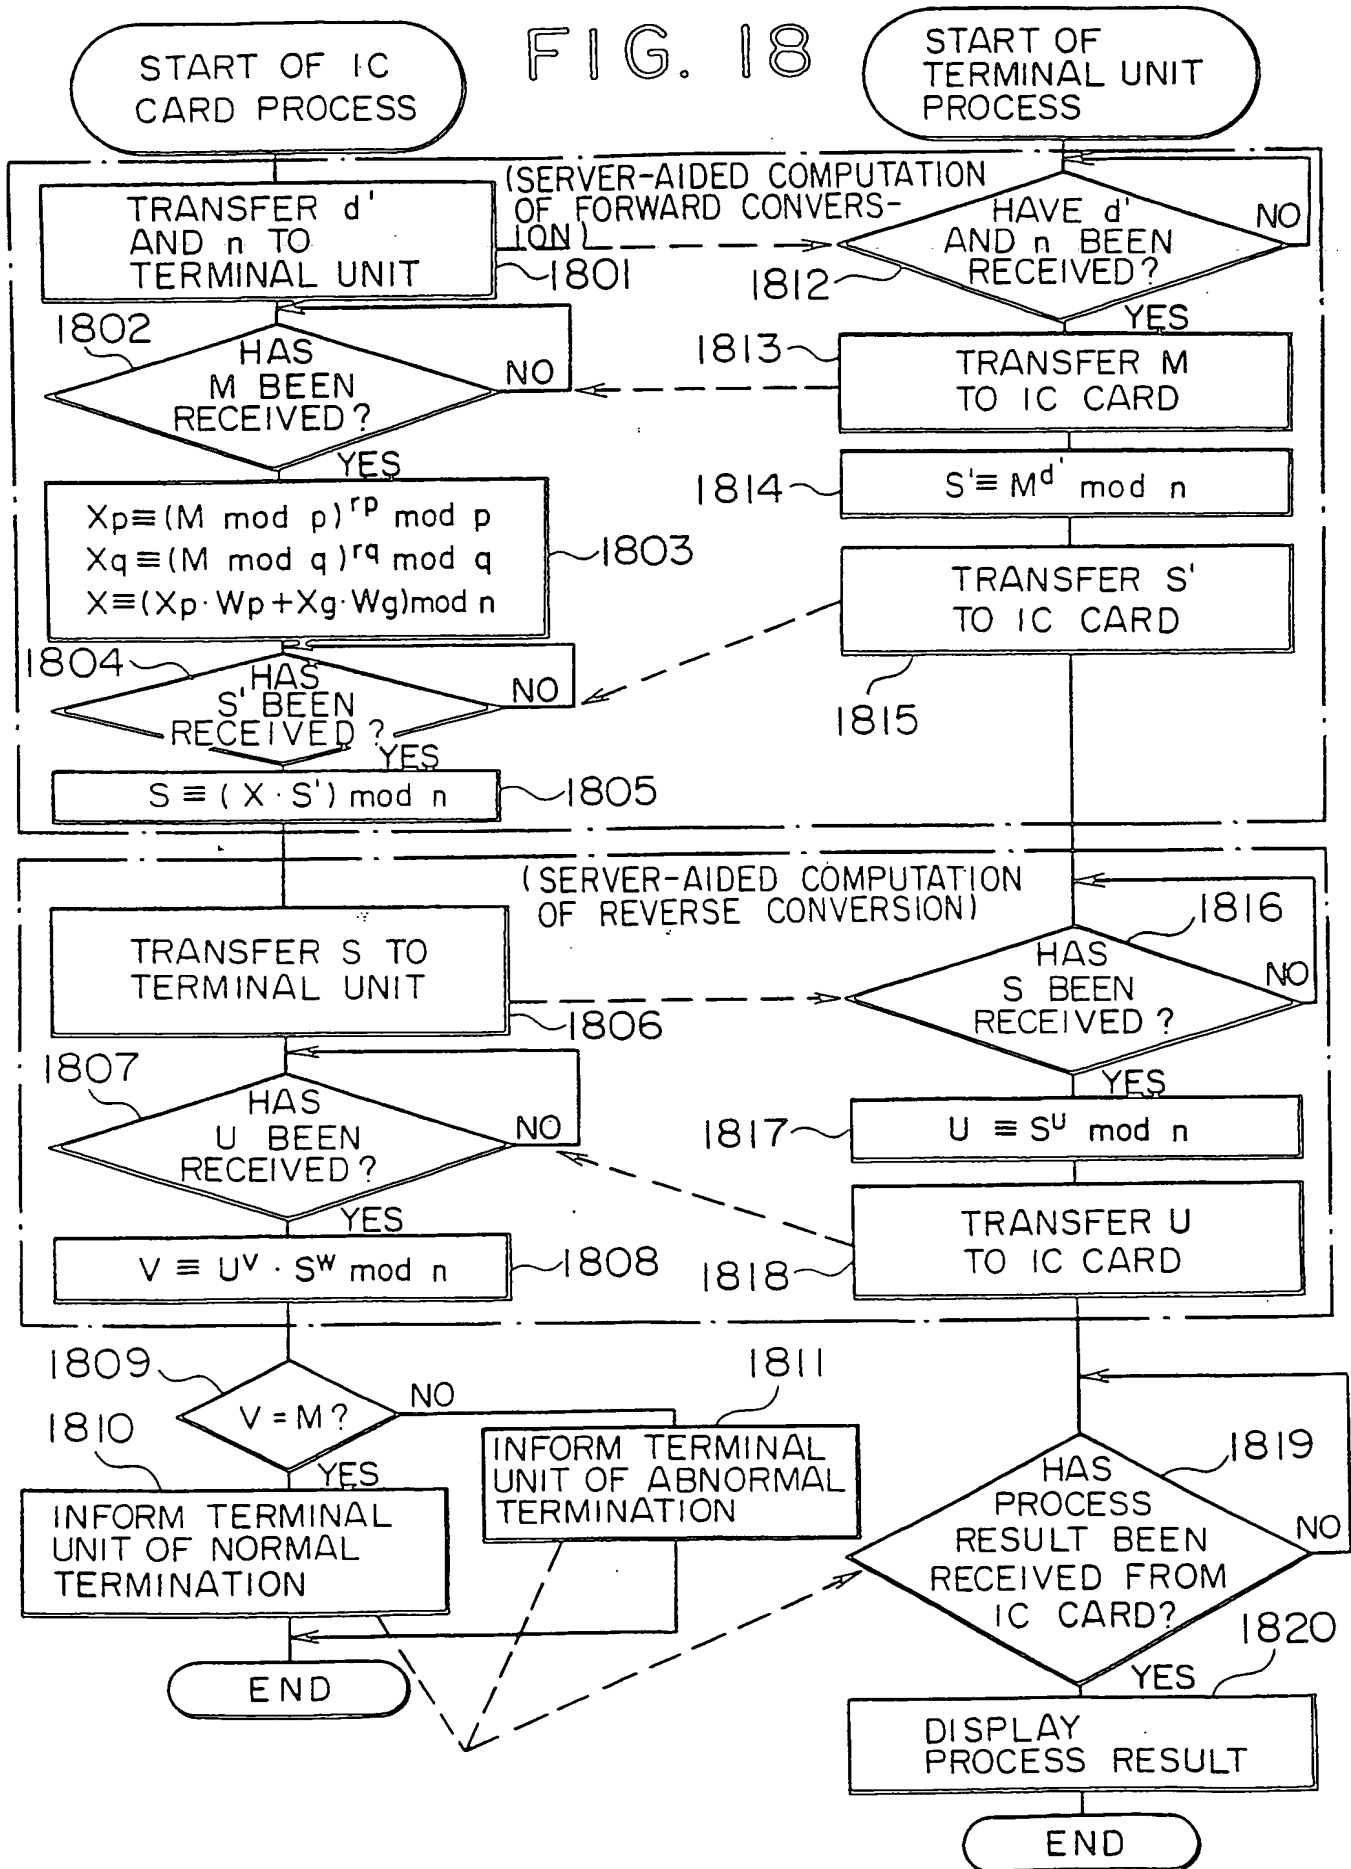 FIG. 18
START OF IC
CARD PROCESS
START OF
TERMINAL UNIT
PROCESS
(SERVER-AIDED COMPUTATION
OF FORWARD CONVERS-
ION)
TRANSFER d'
AND n TO
TERMINAL UNIT
1801
HAVE d'
AND n BEEN
RECEIVED?
NO
1812
YES
1802
HAS
M BEEN
RECEIVED?
NO
YES
1813
TRANSFER M
TO IC CARD
1814
S'≡M^d' mod n
Xp≡(M mod p)^rp mod p
Xq≡(M mod q)^rq mod q
X≡(Xp·Wp+Xg·Wg)mod n
1803
TRANSFER S'
TO IC CARD
1815
1804
HAS
S' BEEN
RECEIVED?
NO
YES
S≡(X·S') mod n
1805
(SERVER-AIDED COMPUTATION
OF REVERSE CONVERSION)
TRANSFER S TO
TERMINAL UNIT
1806
1816
HAS
S BEEN
RECEIVED?
NO
YES
1807
HAS
U BEEN
RECEIVED?
NO
YES
1817
U ≡ S^U mod n
TRANSFER U
TO IC CARD
1818
V ≡ U^V · S^W mod n
1808
1809
V=M?
NO
YES
1810
INFORM TERMINAL
UNIT OF NORMAL
TERMINATION
1811
INFORM TERMINAL
UNIT OF ABNORMAL
TERMINATION
END
1819
HAS
PROCESS
RESULT BEEN
RECEIVED FROM
IC CARD?
NO
YES
1820
DISPLAY
PROCESS RESULT
END